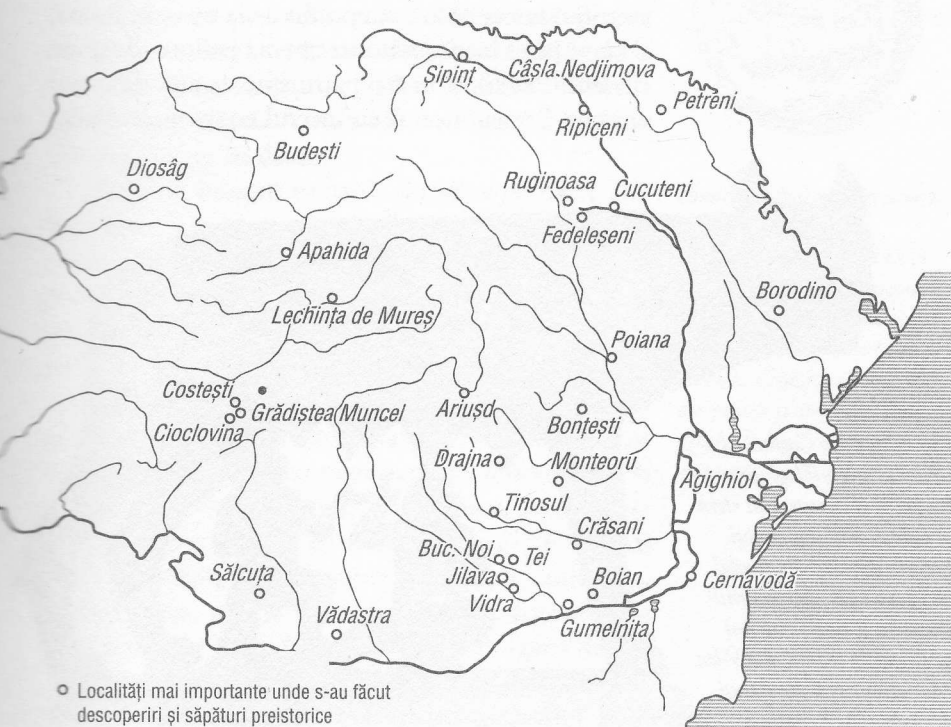 Șipinț
Câșla Nedjimova
Petreni
Ripiceni
Budești
Diosâg
Ruginoasa
Cucuteni
Fedeleșeni
Apahida
Borodino
Lechința de Mureș
Poiana
Costești
Grădiștea Muncel
Cioclovina
Ariușd
Bonțești
Drajna
Monteoru
Agighiol
Tinosul
Crăsani
Buc. Noi
Tei
Jilava
Vidra
Boian
Cernavodă
Sălcuța
Vădastra
Gumelnița
Localități mai importante unde s-au făcut
descoperiri și săpături preistorice